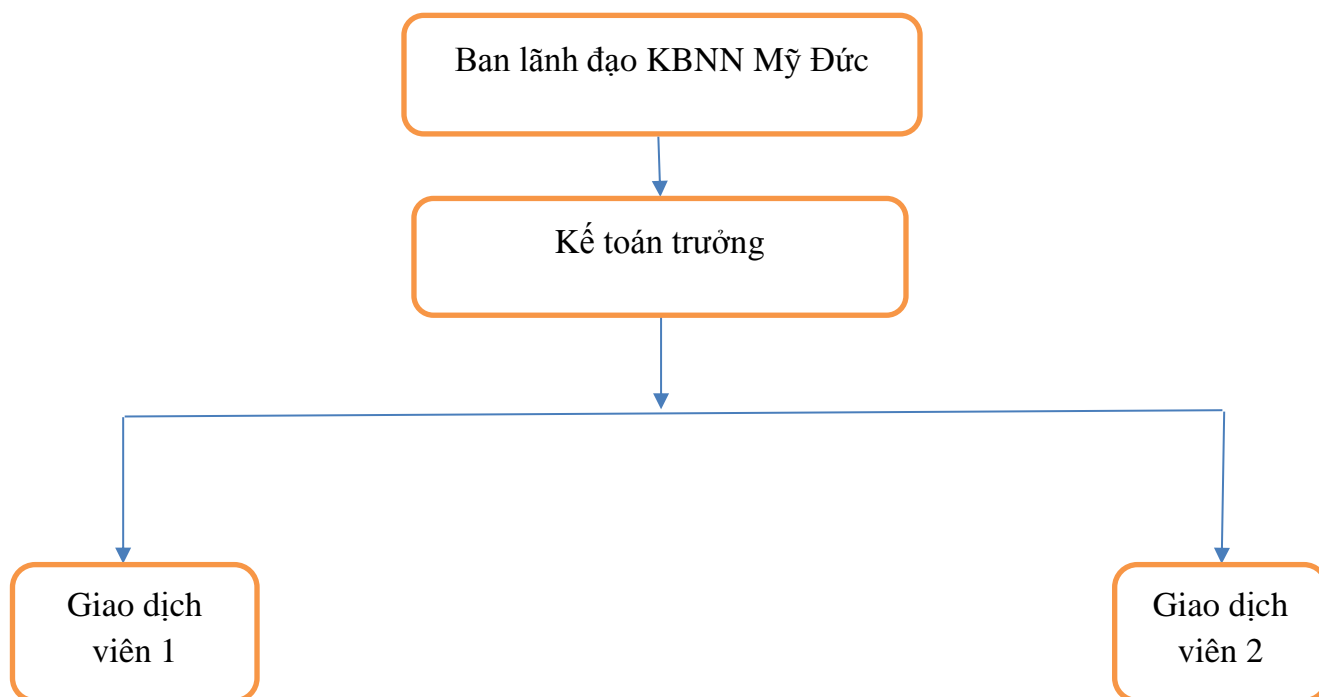 Ban lãnh đạo KBNN Mỹ Đức
Kế toán trưởng
Giao dịch
viên 1
Giao dịch
viên 2